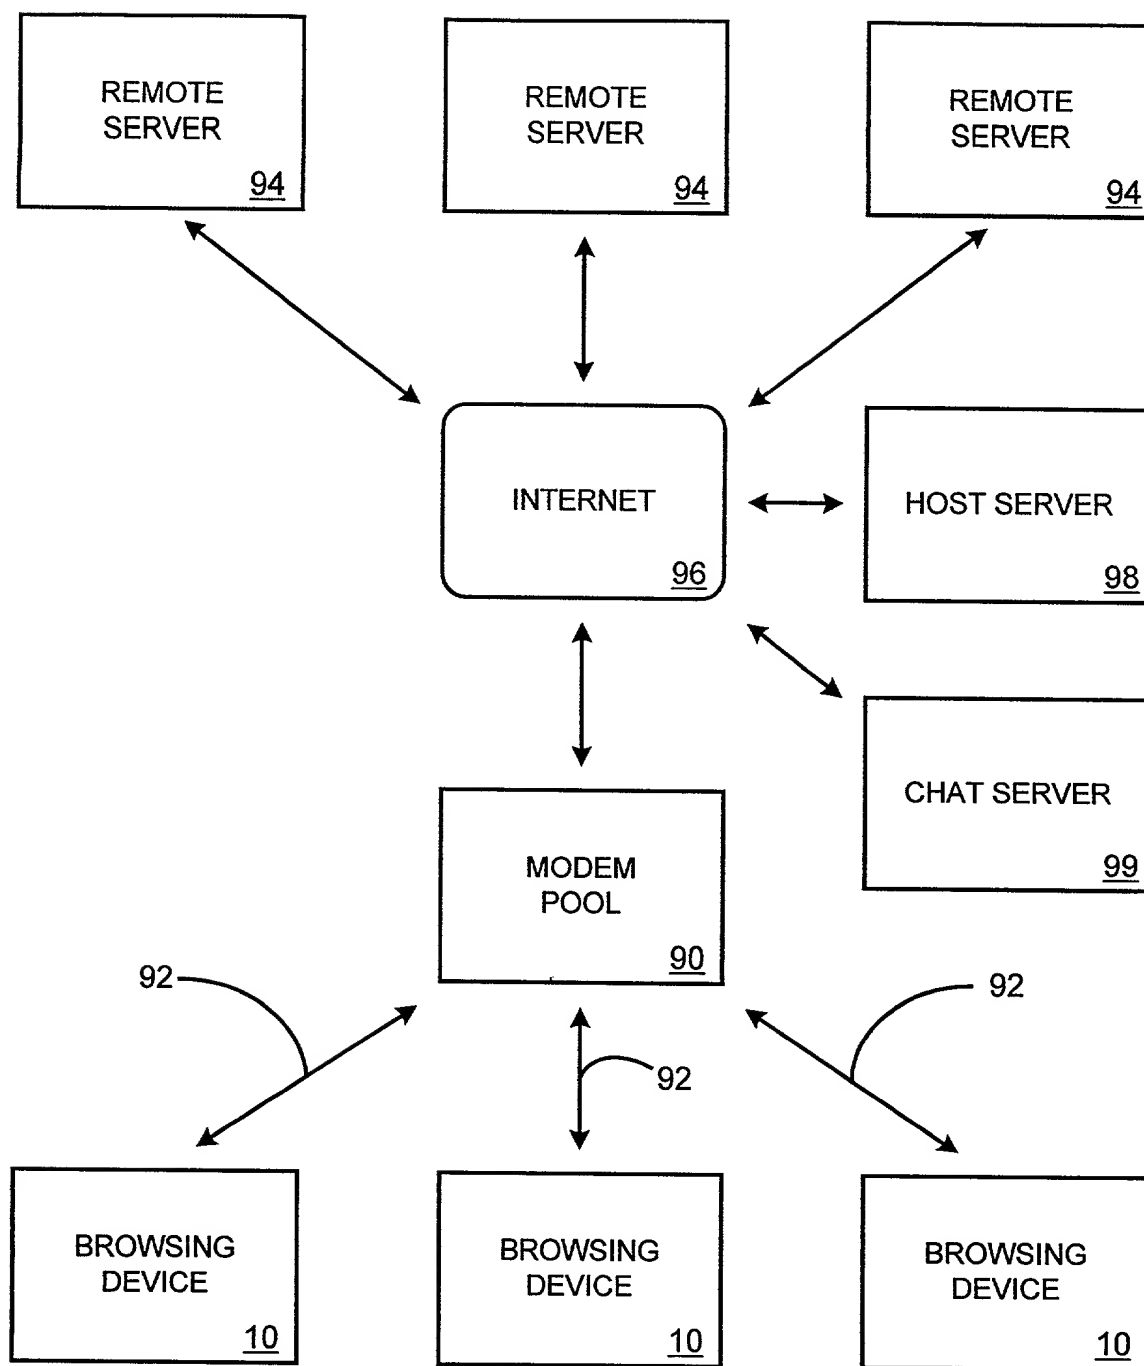 REMOTE
SERVER
94
REMOTE
SERVER
94
REMOTE
SERVER
94
INTERNET
96
HOST SERVER
98
CHAT SERVER
99
MODEM
POOL
90
92
92
92
BROWSING
DEVICE
10
BROWSING
DEVICE
10
BROWSING
DEVICE
10